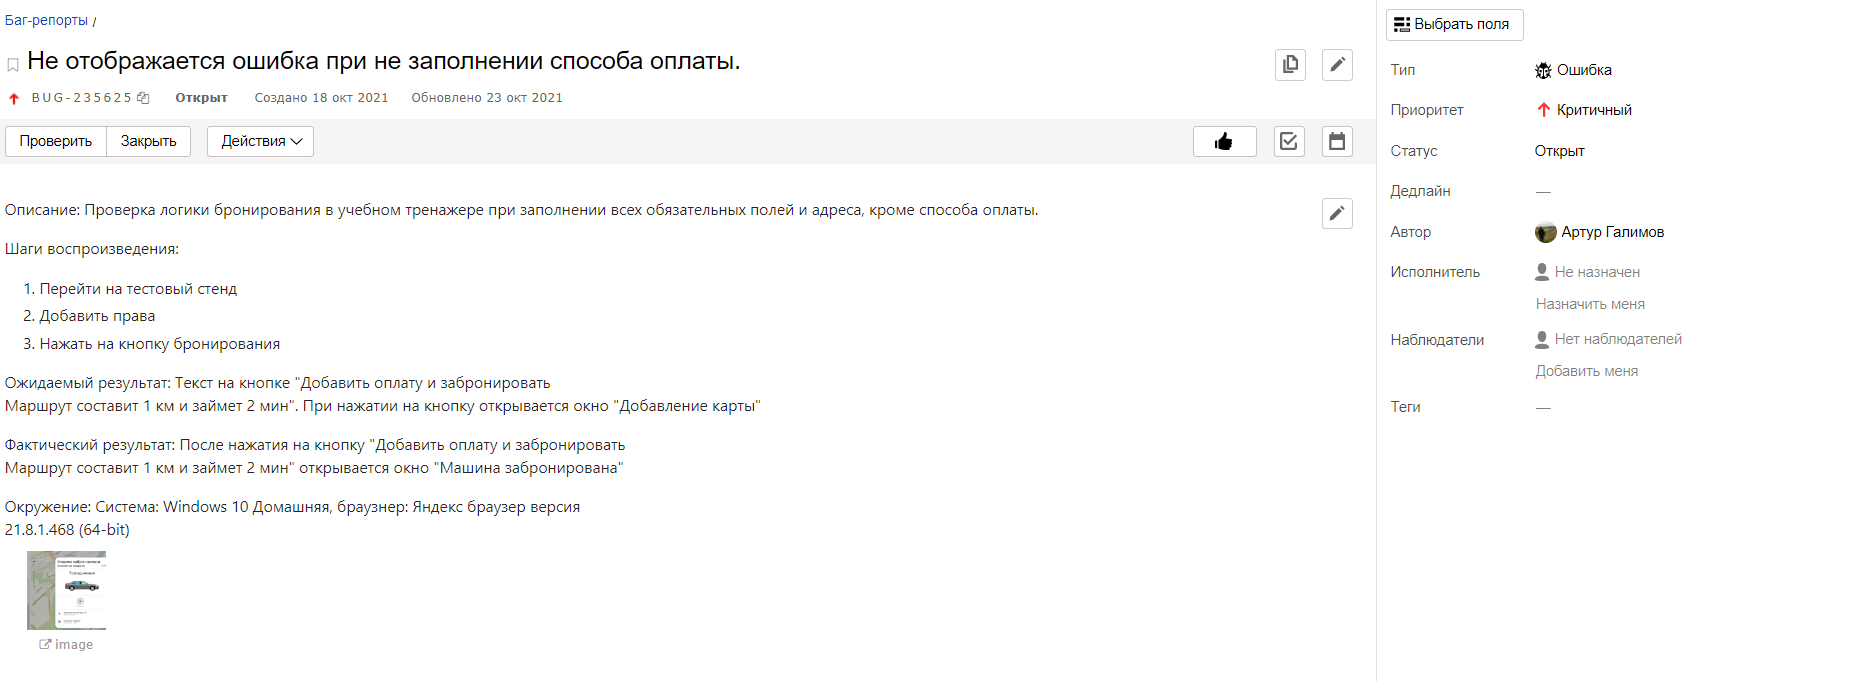 Баг-репорты /
Не отображается ошибка при не заполнении способа оплаты.
BUG-235625 Открыт Создано 18 окт 2021 Обновлено 23 окт 2021
Проверить Закрыть Действия
Описание: Проверка логики бронирования в учебном тренажере при заполнении всех обязательных полей и адреса, кроме способа оплаты.
Шаги воспроизведения:
1. Перейти на тестовый стенд
2. Добавить права
3. Нажать на кнопку бронирования
Ожидаемый результат: Текст на кнопке "Добавить оплату и забронировать
Маршрут составит 1 км и займет 2 мин". При нажатии на кнопку открывается окно "Добавление карты"
Фактический результат: После нажатия на кнопку "Добавить оплату и забронировать
Маршрут составит 1 км и займет 2 мин" открывается окно "Машина забронирована"
Окружение: Система: Windows 10 Домашняя, браузнер: Яндекс браузер версия
21.8.1.468 (64-bit)
image
Выбрать поля
Тип Ошибка
Приоритет Критичный
Статус Открыт
Дедлайн —
Автор Артур Галимов
Исполнитель Не назначен
Назначить меня
Наблюдатели Нет наблюдателей
Добавить меня
Теги —